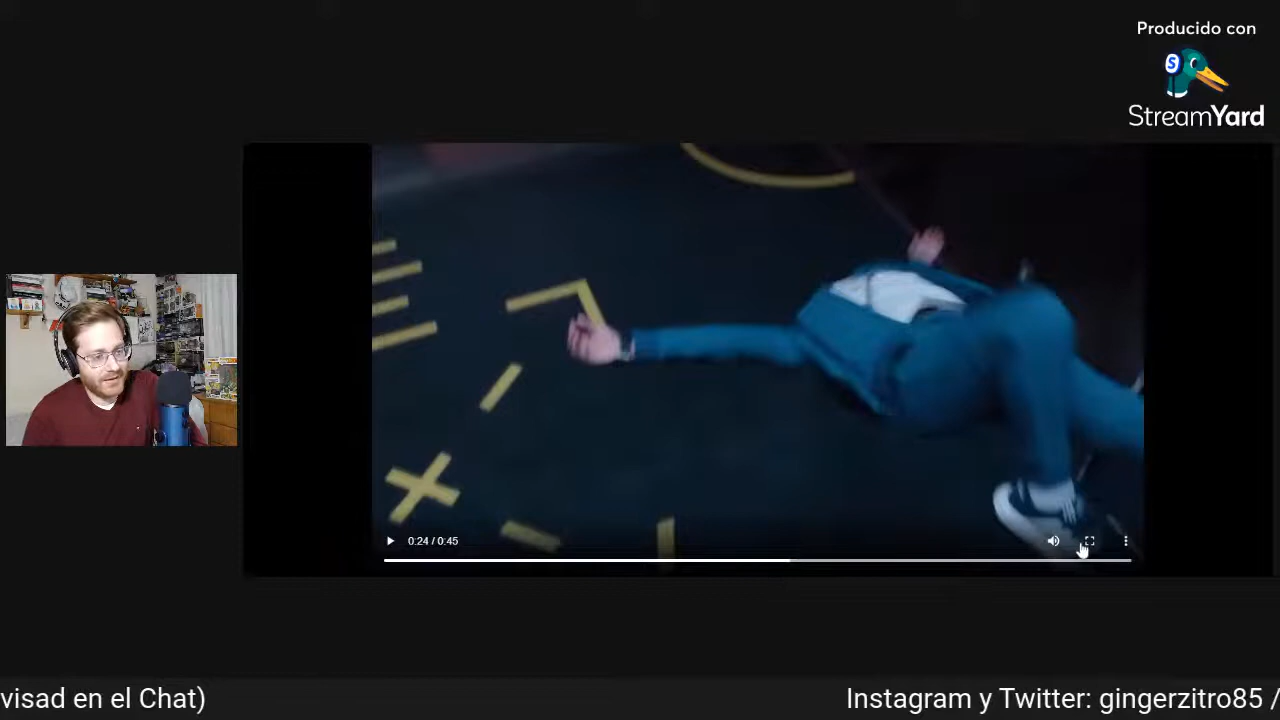 Producido con
S
StreamYard
0:24 / 0:45
visad en el Chat)
Instagram y Twitter: gingerzitro85 /